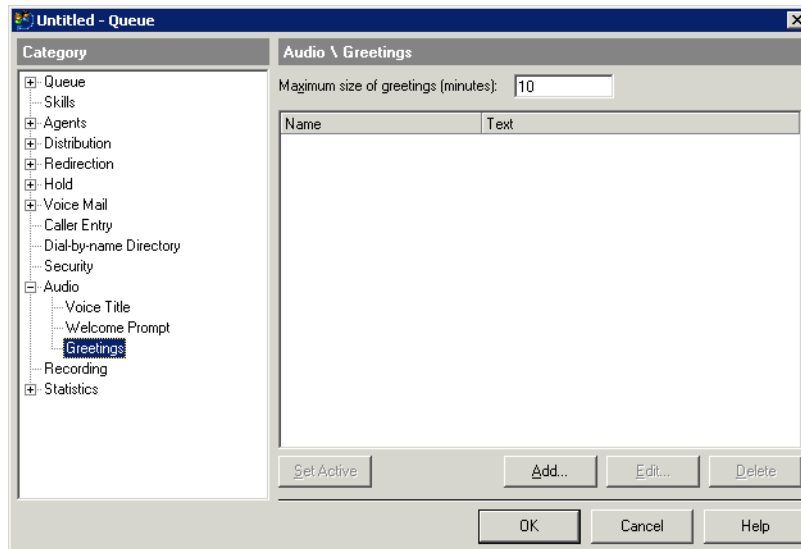 Untitled - Queue
Category
Queue
Skills
Agents
Distribution
Redirection
Hold
Voice Mail
Caller Entry
Dial-by-name Directory
Security
Audio
Voice Title
Welcome Prompt
Greetings
Recording
Statistics
Audio \ Greetings
Maximum size of greetings (minutes): 10
Name Text
Set Active Add... Edit... Delete
OK Cancel Help